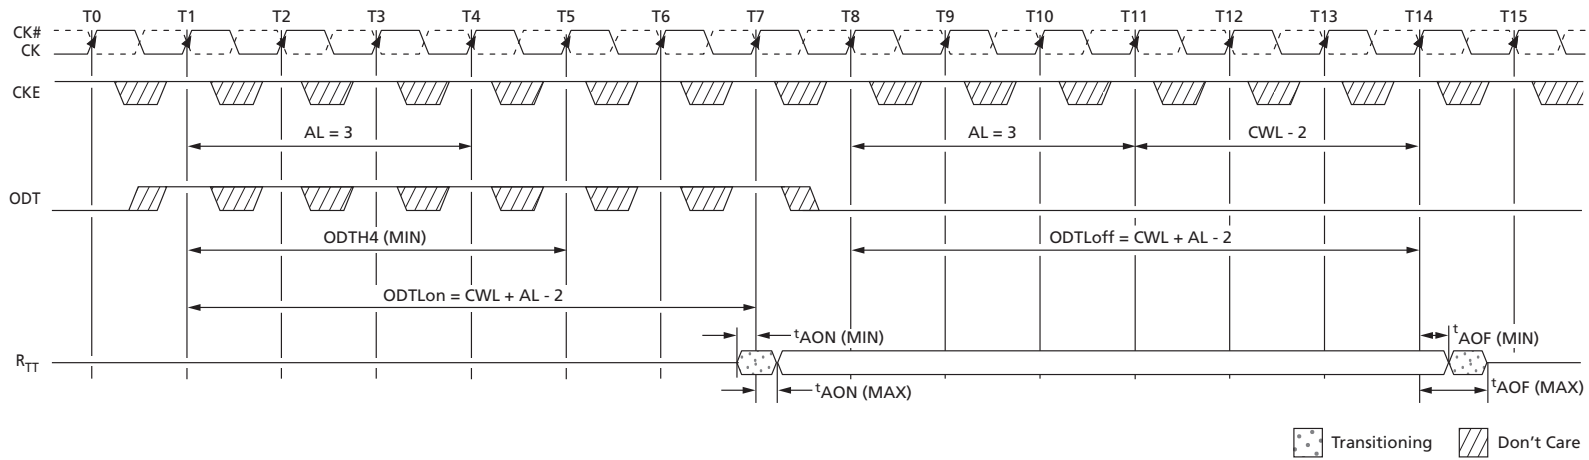 T0 T1 T2 T3 T4 T5 T6 T7 T8 T9 T10 T11 T12 T13 T14 T15
CK#
CK
CKE
AL = 3 AL = 3 CWL - 2
ODT
ODTH4 (MIN) ODTLoff = CWL + AL - 2
ODTLon = CWL + AL - 2
tAON (MIN) tAOF (MIN)
RTT
tAON (MAX) tAOF (MAX)
Transitioning Don't Care